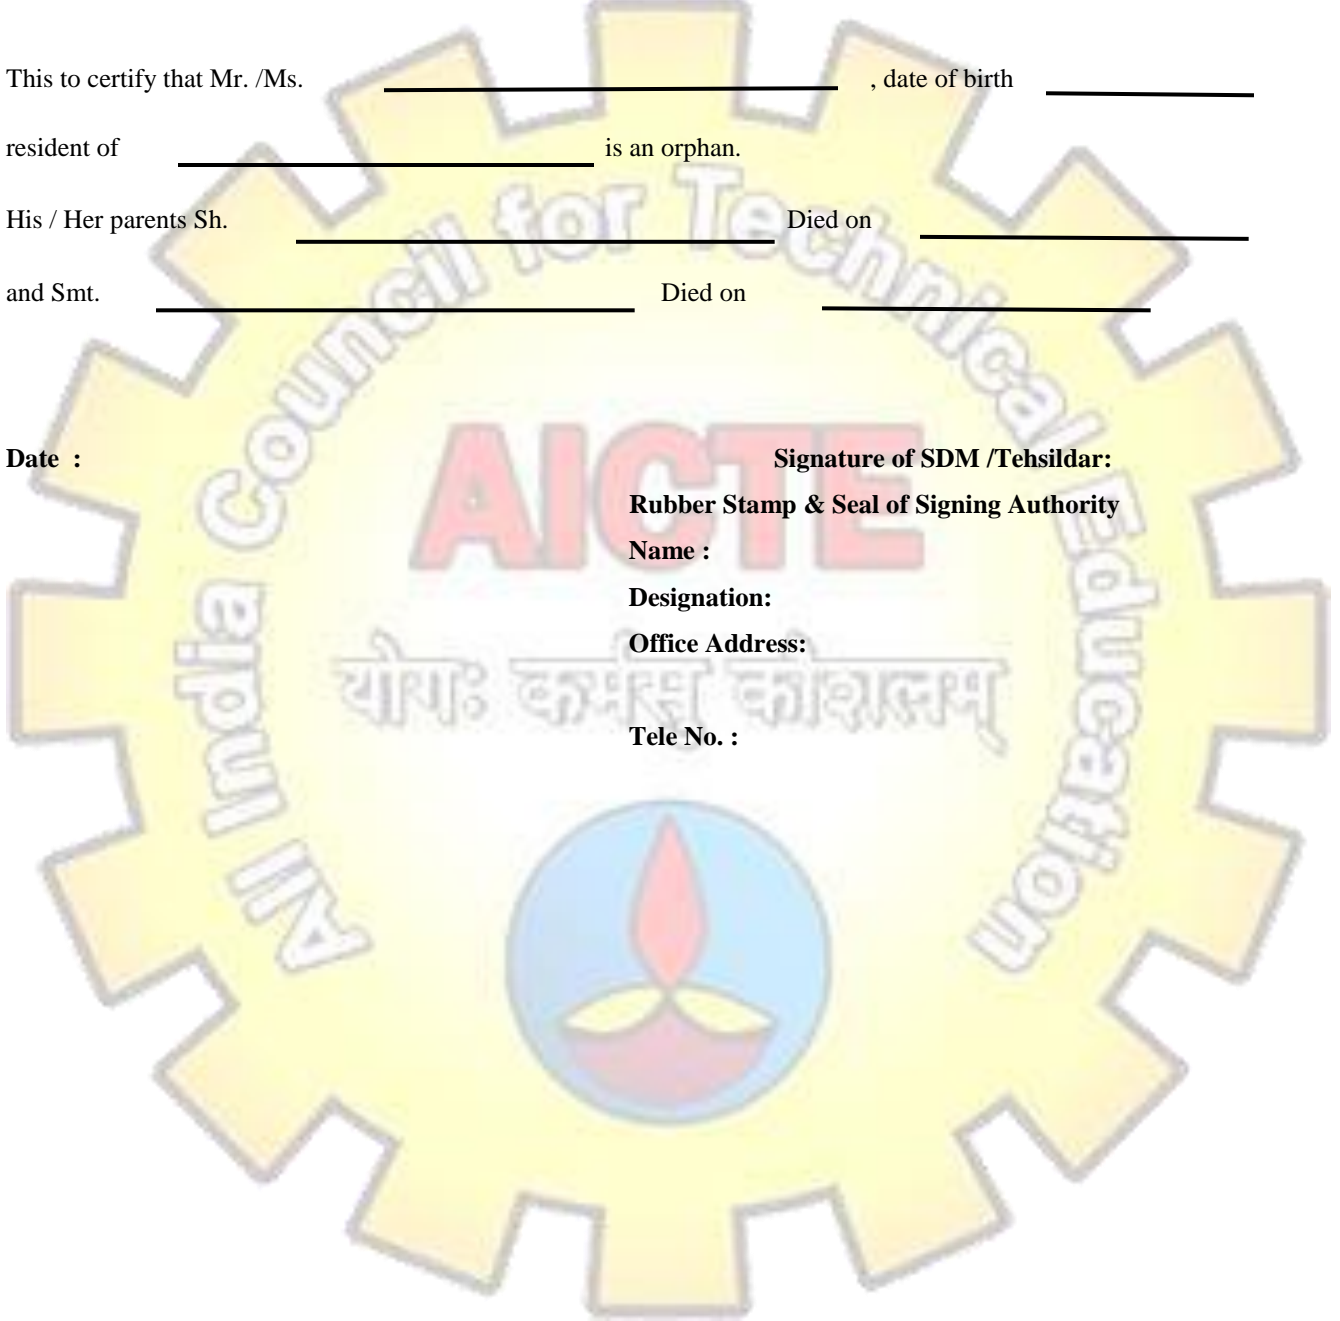 This to certify that Mr. /Ms. , date of birth
resident of is an orphan.
His / Her parents Sh. Died on
and Smt. Died on
Date : Signature of SDM /Tehsildar:
Rubber Stamp & Seal of Signing Authority
Name :
Designation:
Office Address:
Tele No. :
All India Council for Technical Education
AICTE
योगः कर्मसु कौशलम्